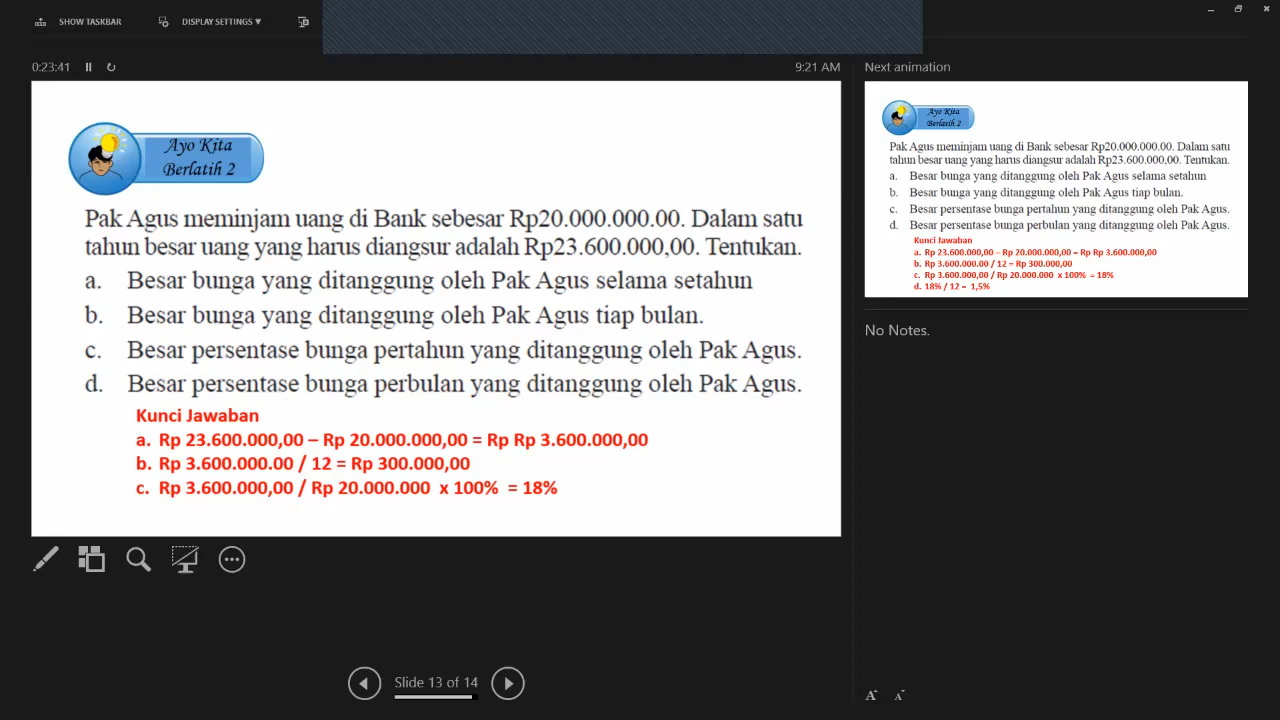 SHOW TASKBAR
DISPLAY SETTINGS ▼
0:23:41
9:21 AM
Ayo Kita
Berlatih 2
Pak Agus meminjam uang di Bank sebesar Rp20.000.000.00. Dalam satu
tahun besar uang yang harus diangsur adalah Rp23.600.000,00. Tentukan.
a. Besar bunga yang ditanggung oleh Pak Agus selama setahun
b. Besar bunga yang ditanggung oleh Pak Agus tiap bulan.
c. Besar persentase bunga pertahun yang ditanggung oleh Pak Agus.
d. Besar persentase bunga perbulan yang ditanggung oleh Pak Agus.
Kunci Jawaban
a. Rp 23.600.000,00 – Rp 20.000.000,00 = Rp Rp 3.600.000,00
b. Rp 3.600.000.00 / 12 = Rp 300.000,00
c. Rp 3.600.000,00 / Rp 20.000.000 x 100% = 18%
Slide 13 of 14
Next animation
Ayo Kita
Berlatih 2
Pak Agus meminjam uang di Bank sebesar Rp20.000.000.00. Dalam satu
tahun besar uang yang harus diangsur adalah Rp23.600.000,00. Tentukan.
a. Besar bunga yang ditanggung oleh Pak Agus selama setahun
b. Besar bunga yang ditanggung oleh Pak Agus tiap bulan.
c. Besar persentase bunga pertahun yang ditanggung oleh Pak Agus.
d. Besar persentase bunga perbulan yang ditanggung oleh Pak Agus.
Kunci Jawaban
a. Rp 23.600.000,00 – Rp 20.000.000,00 = Rp Rp 3.600.000,00
b. Rp 3.600.000.00 / 12 = Rp 300.000,00
c. Rp 3.600.000,00 / Rp 20.000.000 x 100% = 18%
d. 18% / 12 = 1,5%
No Notes.
A A